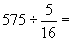 575 ÷ 5/16 =